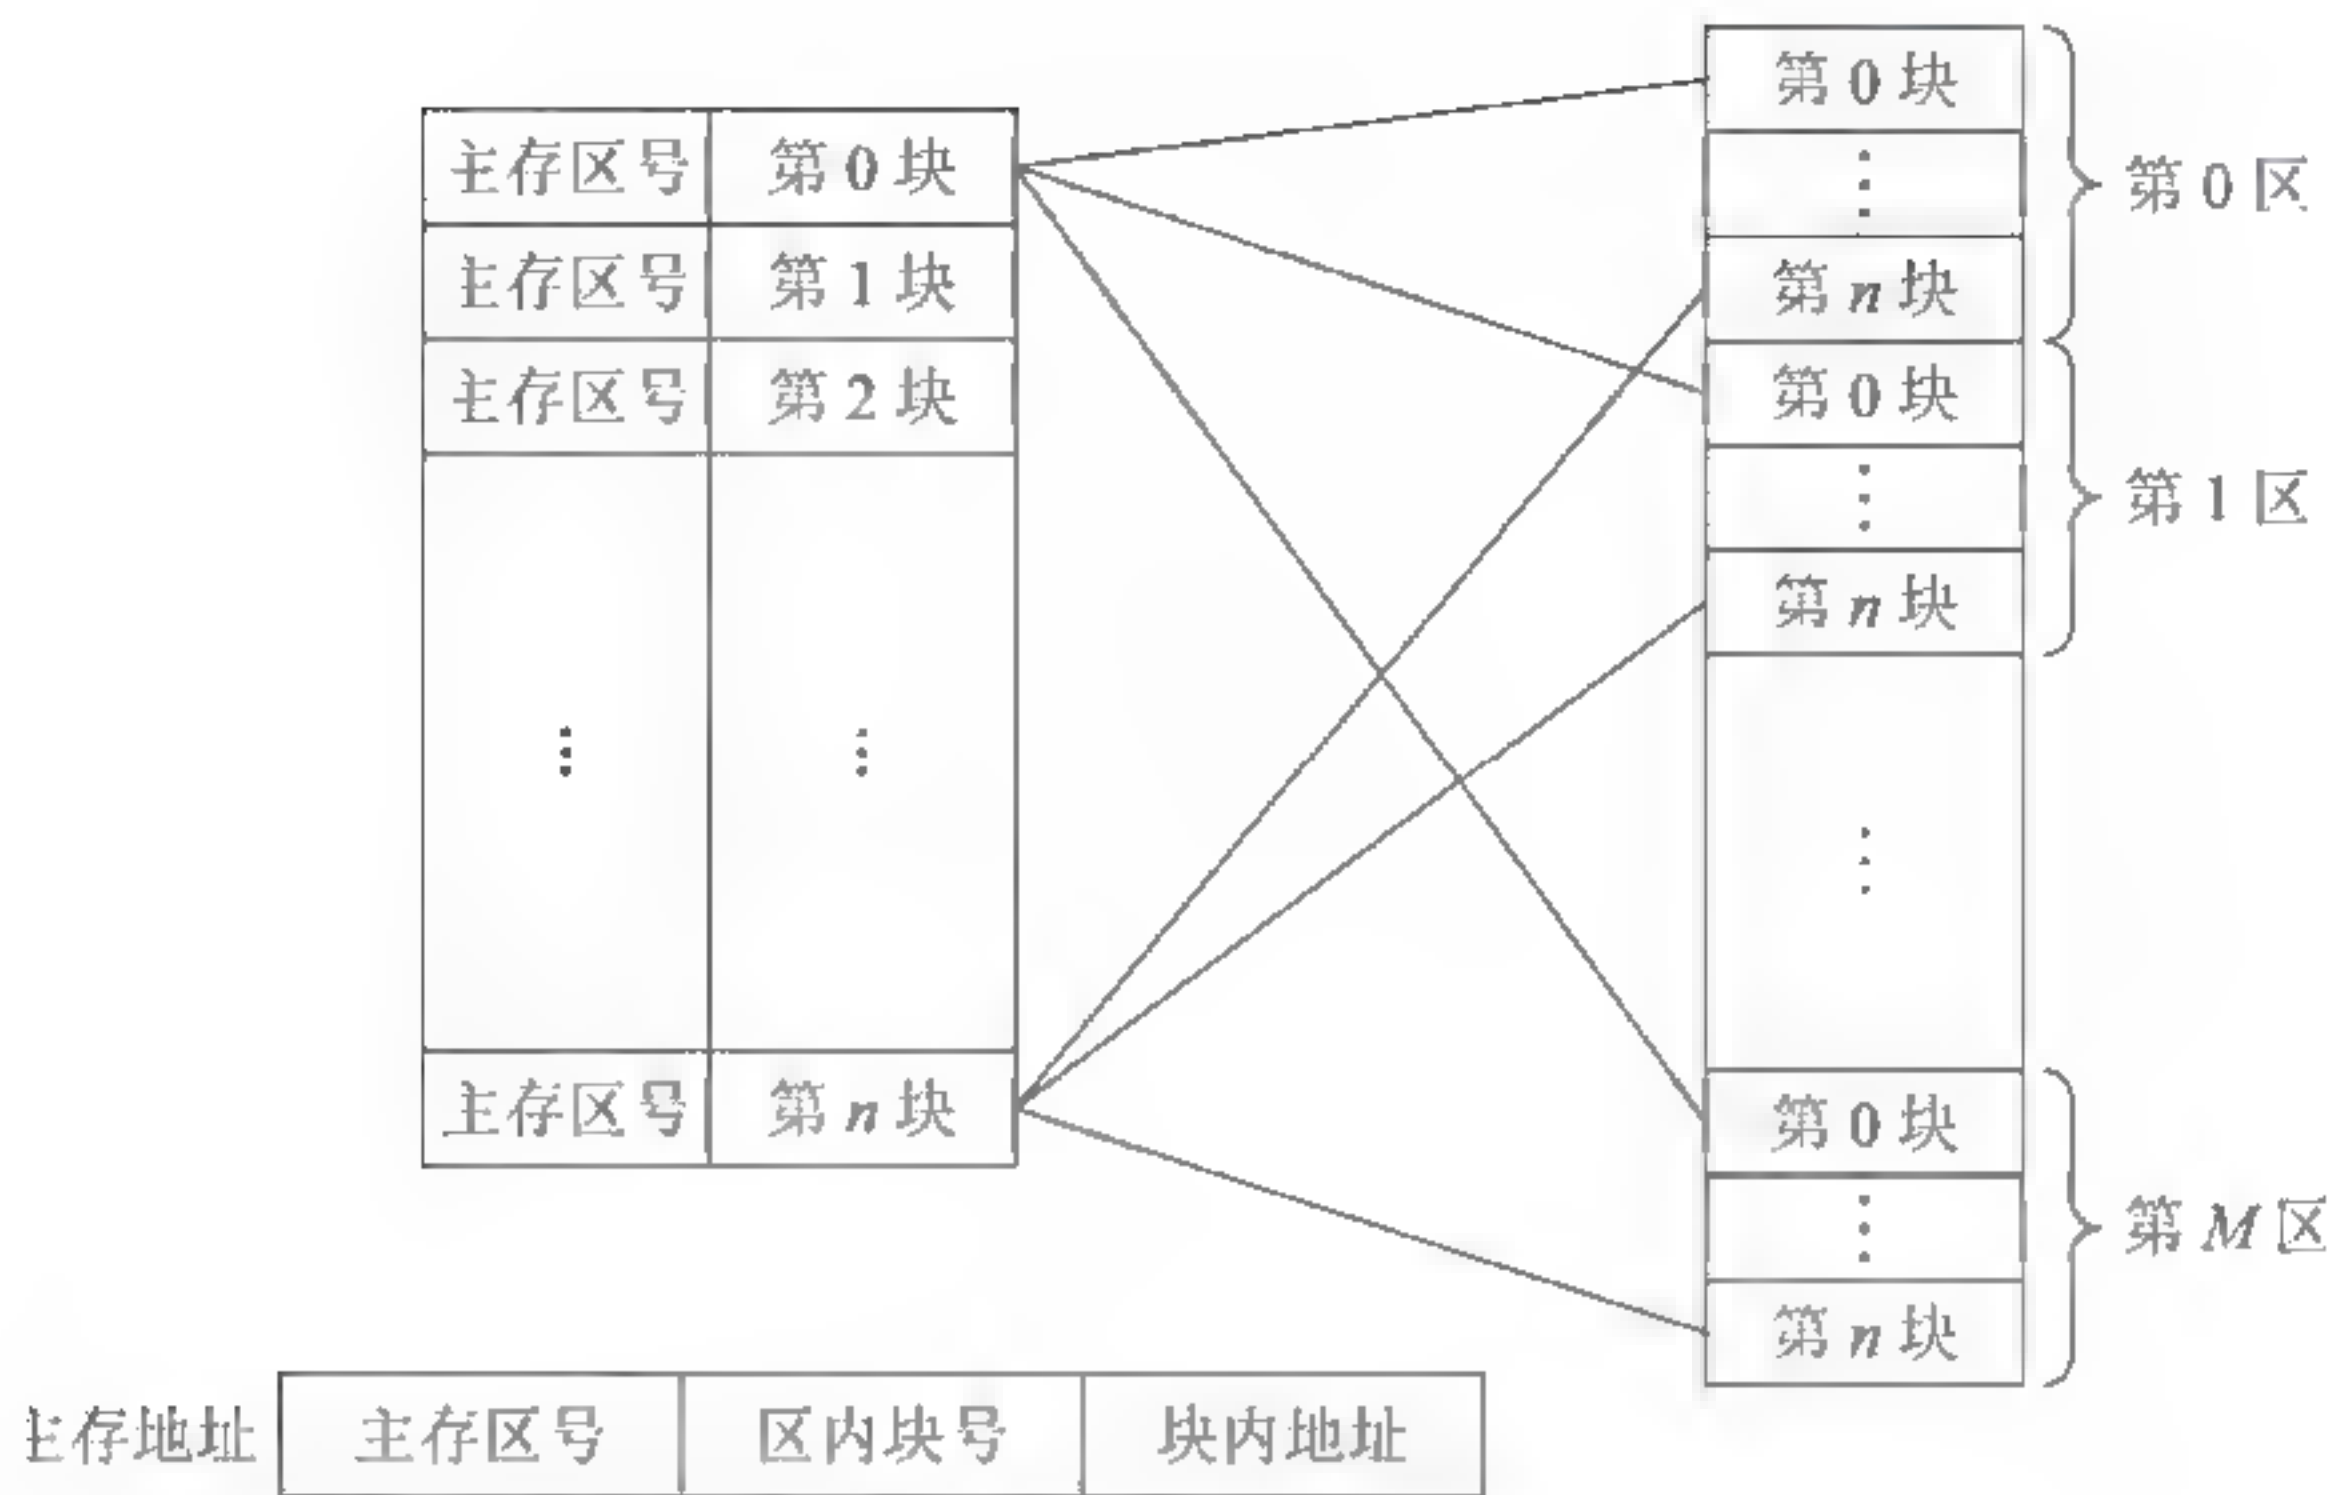 主存区号 第0块
主存区号 第1块
主存区号 第2块
⋮ ⋮
主存区号 第n块
第0块
⋮
第n块
第0区
第0块
⋮
第n块
第1区
⋮
第0块
⋮
第n块
第M区
主存地址 主存区号 区内块号 块内地址